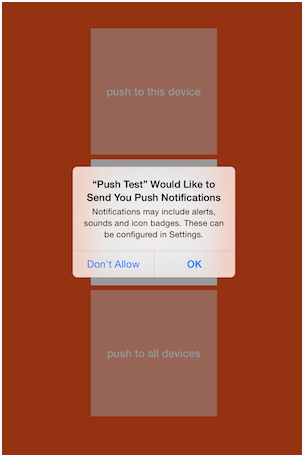 push to this device
“Push Test” Would Like to
Send You Push Notifications
Notifications may include alerts,
sounds and icon badges. These can
be configured in Settings.
Don't Allow
OK
push to all devices